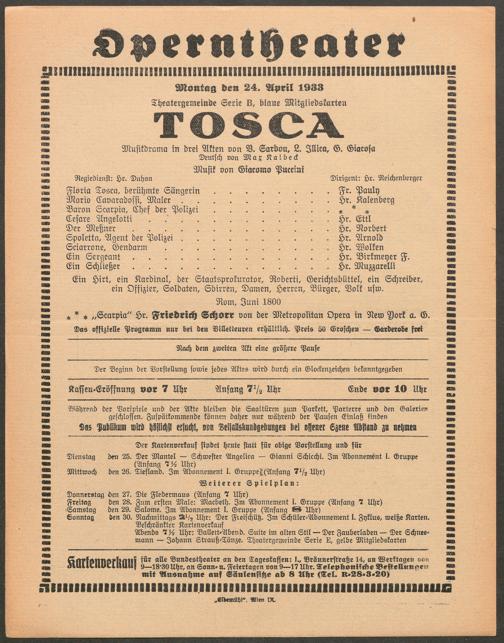 Operntheater
Montag den 24. April 1933
Theatergemeinde Serie B, blaue Mitgliedskarten
TOSCA
Musikdrama in drei Akten von V. Sardou, L. Illica, G. Giacosa
Deutsch von Max Kalbeck
Musik von Giacomo Puccini
Regiedienst: Hr. Duhan Dirigent: Hr. Reichenberger
Floria Tosca, berühmte Sängerin . . . . . . . . . . Fr. Pauly
Mario Cavaradossi, Maler . . . . . . . . . . Hr. Kalenberg
Baron Scarpia, Chef der Polizei . . . . . . . . . . * * *
Cesare Angelotti . . . . . . . . . . Hr. Ettl
Der Meßner . . . . . . . . . . Hr. Norbert
Spoletta, Agent der Polizei . . . . . . . . . . Hr. Arnold
Sciarrone, Gendarm . . . . . . . . . . Hr. Wolken
Ein Sergeant . . . . . . . . . . Hr. Birkmeyer F.
Ein Schließer . . . . . . . . . . Hr. Muzzarelli
Ein Hirt, ein Kardinal, der Staatsprokurator, Roberti, Gerichtsbüttel, ein Schreiber,
ein Offizier, Soldaten, Sbirren, Damen, Herren, Bürger, Volk usw.
Rom, Juni 1800
* * * „Scarpia“ Hr. Friedrich Schorr von der Metropolitan Opera in New York a. G.
Das offizielle Programm nur bei den Billetteuren erhältlich. Preis 50 Groschen — Garderobe frei
Nach dem zweiten Akt eine größere Pause
Der Beginn der Vorstellung sowie jedes Aktes wird durch ein Glockenzeichen bekanntgegeben
Kassen-Eröffnung vor 7 Uhr Anfang 7½ Uhr Ende vor 10 Uhr
Während der Vorspiele und der Akte bleiben die Saaltüren zum Parkett, Parterre und den Galerien
geschlossen. Zuspätkommende können daher nur während der Pausen Einlaß finden
Das Publikum wird höflichst ersucht, von Beifallskundgebungen bei offener Szene Abstand zu nehmen
Der Kartenverkauf findet heute statt für obige Vorstellung und für
Dienstag den 25. Der Mantel — Schwester Angelica — Gianni Schicchi. Im Abonnement I. Gruppe
(Anfang 7½ Uhr)
Mittwoch den 26. Tiefland. Im Abonnement I. Gruppe (Anfang 7½ Uhr)
Weiterer Spielplan:
Donnerstag den 27. Die Fledermaus (Anfang 7 Uhr)
Freitag den 28. Zum ersten Male: Macbeth. Im Abonnement I. Gruppe (Anfang 7 Uhr)
Samstag den 29. Salome. Im Abonnement I. Gruppe (Anfang Uhr)
Sonntag den 30. Nachmittags Uhr: Der Freischütz. Im Schüler-Abonnement I. Zyklus, weiße Karten.
Beschränkter Kartenverkauf
Abends 7½ Uhr: Ballett-Abend. Suite im alten Stil — Der Zauberladen — Der Schnee-
mann — Johann Strauß-Tänze. Theatergemeinde Serie E, gelbe Mitgliedskarten
Kartenverkauf für alle Bundestheater an den Tageskassen: I., Bräunerstraße 14, an Werktagen von
9—18·30 Uhr, an Sonn- u. Feiertagen von 9—17 Uhr. Telephonische Bestellungen
mit Ausnahme auf Säulensitze ab 8 Uhr (Tel. R-28-3-20)
„Elbemühl“, Wien IX.